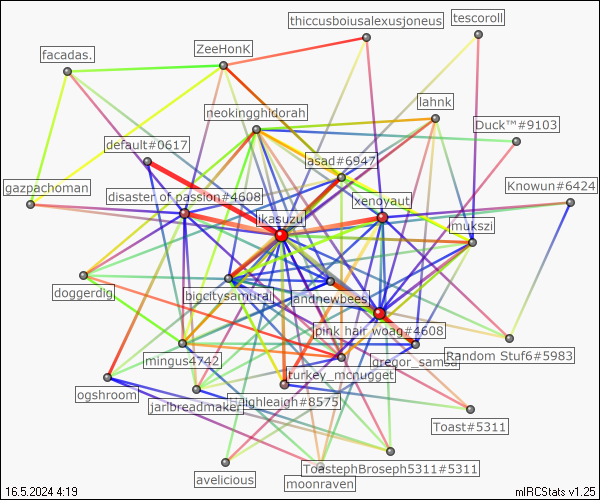 thiccusboiusalexusjoneus
tescoroll
ZeeHonK
facadas.
lahnk
neokingghidorah
Duck™#9103
default#0617
asad#6947
gazpachoman
Knowun#6424
disaster of passion#4608
xenoyaut
likasuzu
mukszi
doggerdig
bigcitysamurai
andnewbees
pink hair woag#4608
mingus4742
gregor_samsa
Random Stuf6#5983
turkey_mcnugget
ogshroom
jarlbreadmaker
#8575
Toast#5311
ToastephBroseph5311#5311
avelicious
moonraven
16.5.2024 4:19
mIRCStats v1.25